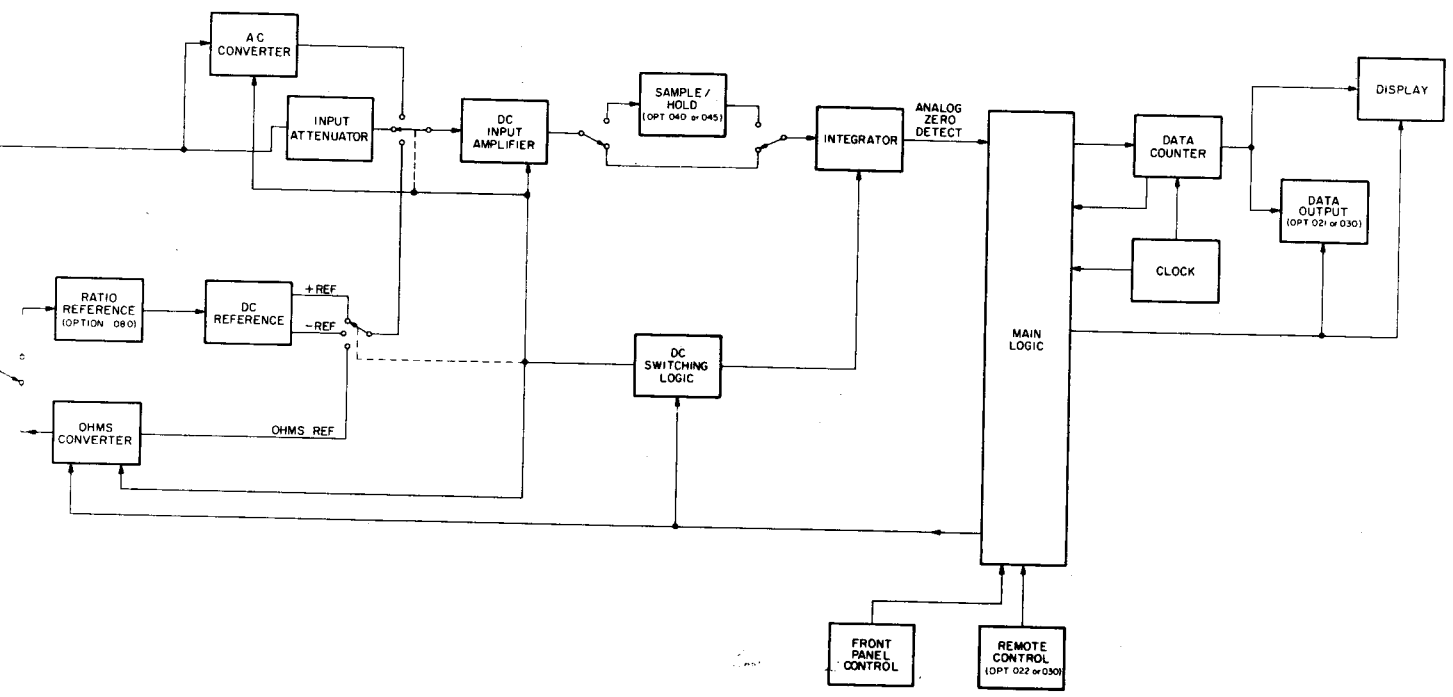 AC
CONVERTER
INPUT
ATTENUATOR
DC
INPUT
AMPLIFIER
SAMPLE /
HOLD
(OPT 040 or 045)
INTEGRATOR
ANALOG
ZERO
DETECT
MAIN
LOGIC
DATA
COUNTER
DISPLAY
DATA
OUTPUT
(OPT 021 or 030)
CLOCK
RATIO
REFERENCE
(OPTION 080)
DC
REFERENCE
+REF
-REF
DC
SWITCHING
LOGIC
OHMS
CONVERTER
OHMS REF
FRONT
PANEL
CONTROL
REMOTE
CONTROL
(OPT 022 or 030)